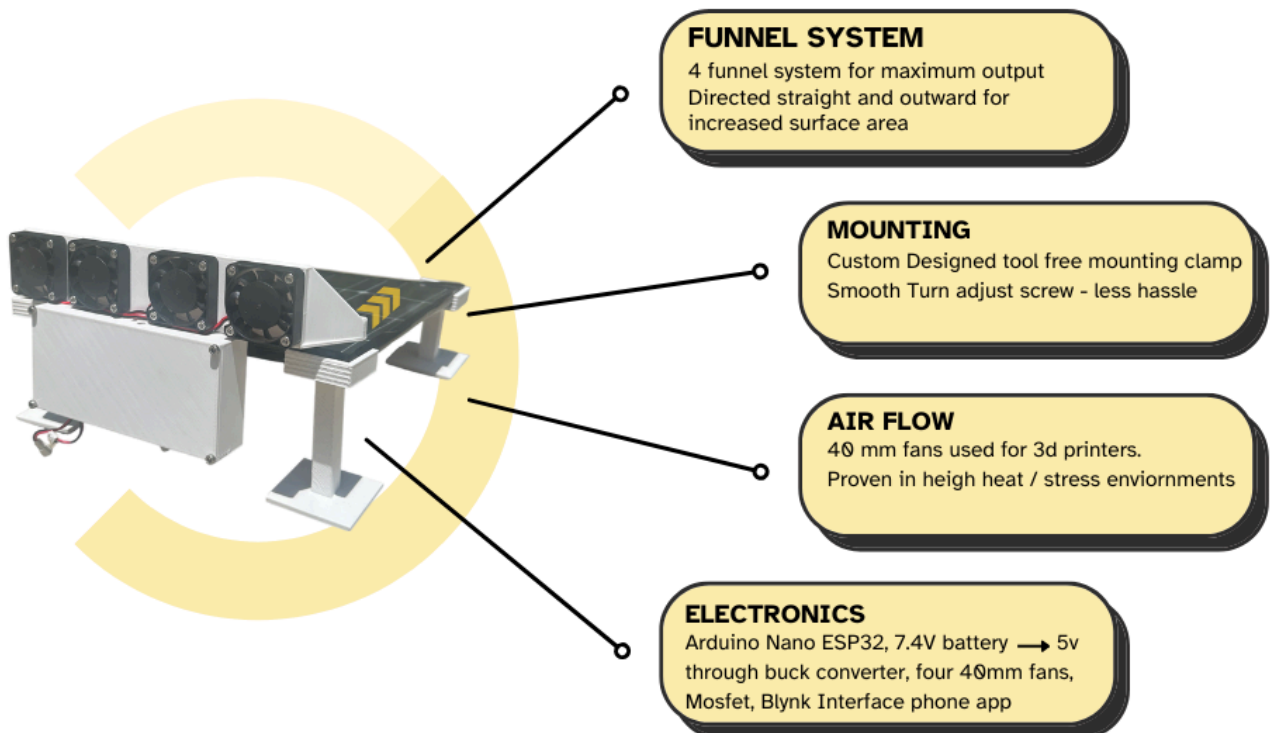 FUNNEL SYSTEM
4 funnel system for maximum output
Directed straight and outward for
increased surface area
MOUNTING
Custom Designed tool free mounting clamp
Smooth Turn adjust screw - less hassle
AIR FLOW
40 mm fans used for 3d printers.
Proven in heigh heat / stress enviornments
ELECTRONICS
Arduino Nano ESP32, 7.4V battery → 5v
through buck converter, four 40mm fans,
Mosfet, Blynk Interface phone app